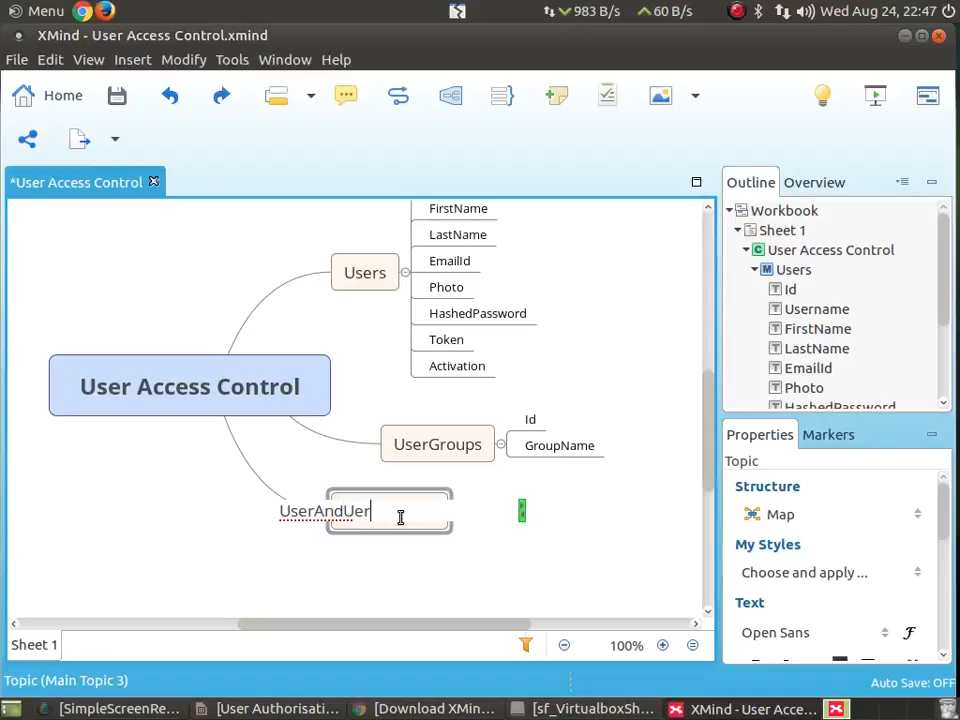 Menu 983 B/s 60 B/s Wed Aug 24, 22:47
XMind - User Access Control.xmind
File Edit View Insert Modify Tools Window Help
Home
*User Access Control
Outline Overview
FirstName
LastName
EmailId
Photo
HashedPassword
Token
Activation
Users
User Access Control
Id
GroupName
UserGroups
UserAndUer
Workbook
Sheet 1
User Access Control
Users
Id
Username
FirstName
LastName
EmailId
Photo
HashedPassword
Properties Markers
Topic
Structure
Map
My Styles
Choose and apply ...
Text
Open Sans
Sheet 1
100%
Topic (Main Topic 3)
Auto Save: OFF
[SimpleScreenRe... [User Authorisati... [Download XMin... [sf_VirtualboxSh... XMind - User Acce...